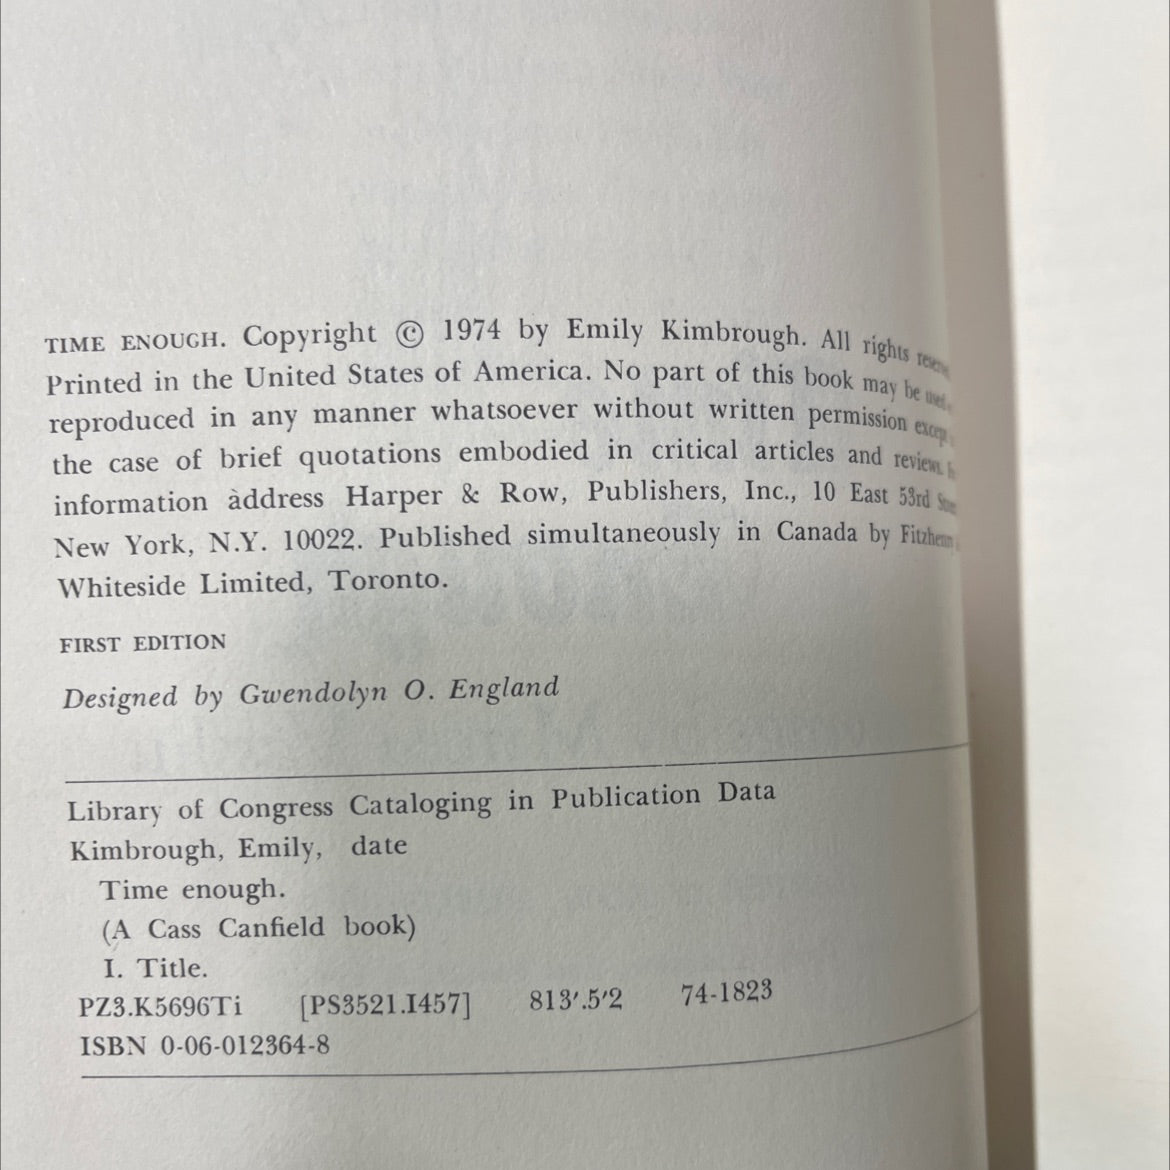 TIME ENOUGH. Copyright © 1974 by Emily Kimbrough. All rights
Printed in the United States of America. No part of this book may be used
reproduced in any manner whatsoever without written permission
the case of brief quotations embodied in critical articles and reviews.
information address Harper & Row, Publishers, Inc., 10 East 53rd
New York, N.Y. 10022. Published simultaneously in Canada by
Whiteside Limited, Toronto.
FIRST EDITION
Designed by Gwendolyn O. England
Library of Congress Cataloging in Publication Data
Kimbrough, Emily, date
Time enough.
(A Cass Canfield book)
I. Title.
PZ3.K5696Ti [PS3521.I457] 813'.5'2 74-1823
ISBN 0-06-012364-8